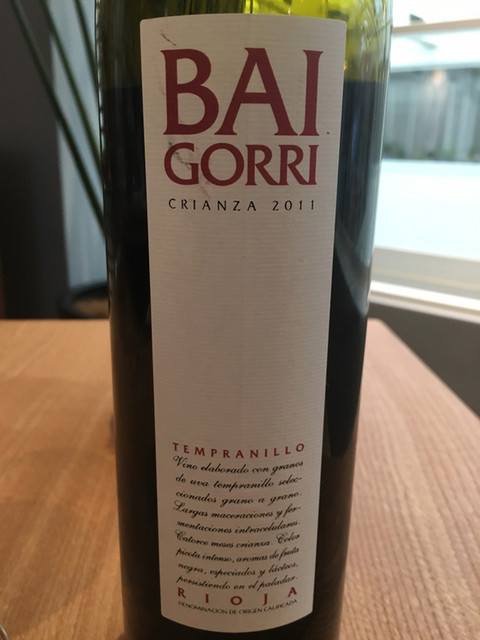 BAI
GORRI
CRIANZA 2011
TEMPRANILLO
Vino elaborado con granos
de uva tempranillo selec-
cionados grano a grano.
Largas maceraciones y fer-
mentaciones intracelulares.
Catorce meses crianza. Color
picota intenso, aromas de fruta
negra, especiados y lácteos,
persistiendo en el paladar.
RIOJA
DENOMINACION DE ORIGEN CALIFICADA